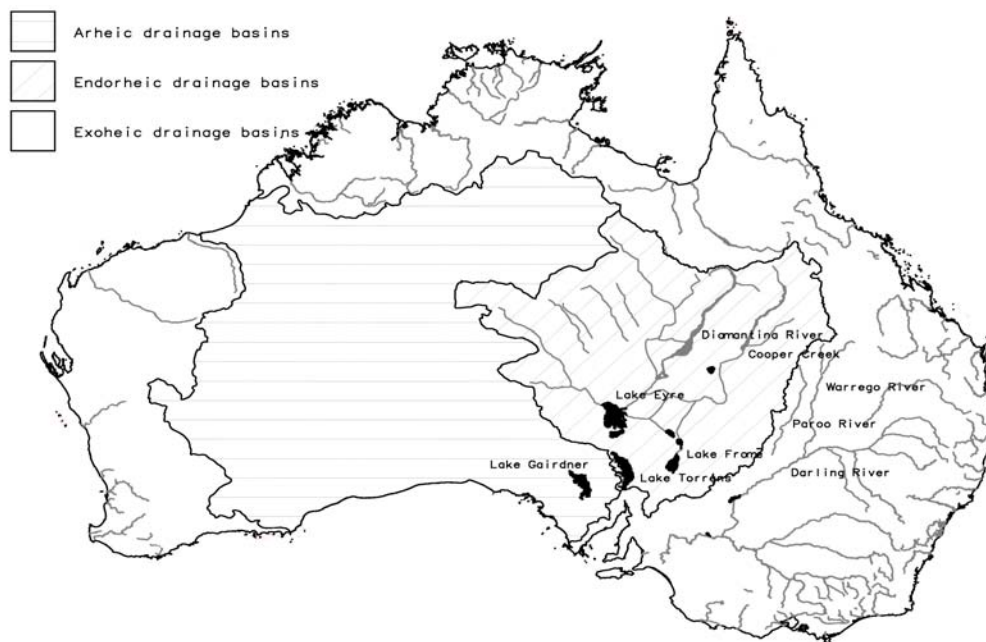 Arheic drainage basins
Endorheic drainage basins
Exoheic drainage basins
Diamantina River
Cooper Creek
Warrego River
Lake Eyre
Paroo River
Lake Frome
Lake Gairdner
Darling River
Lake Torrens